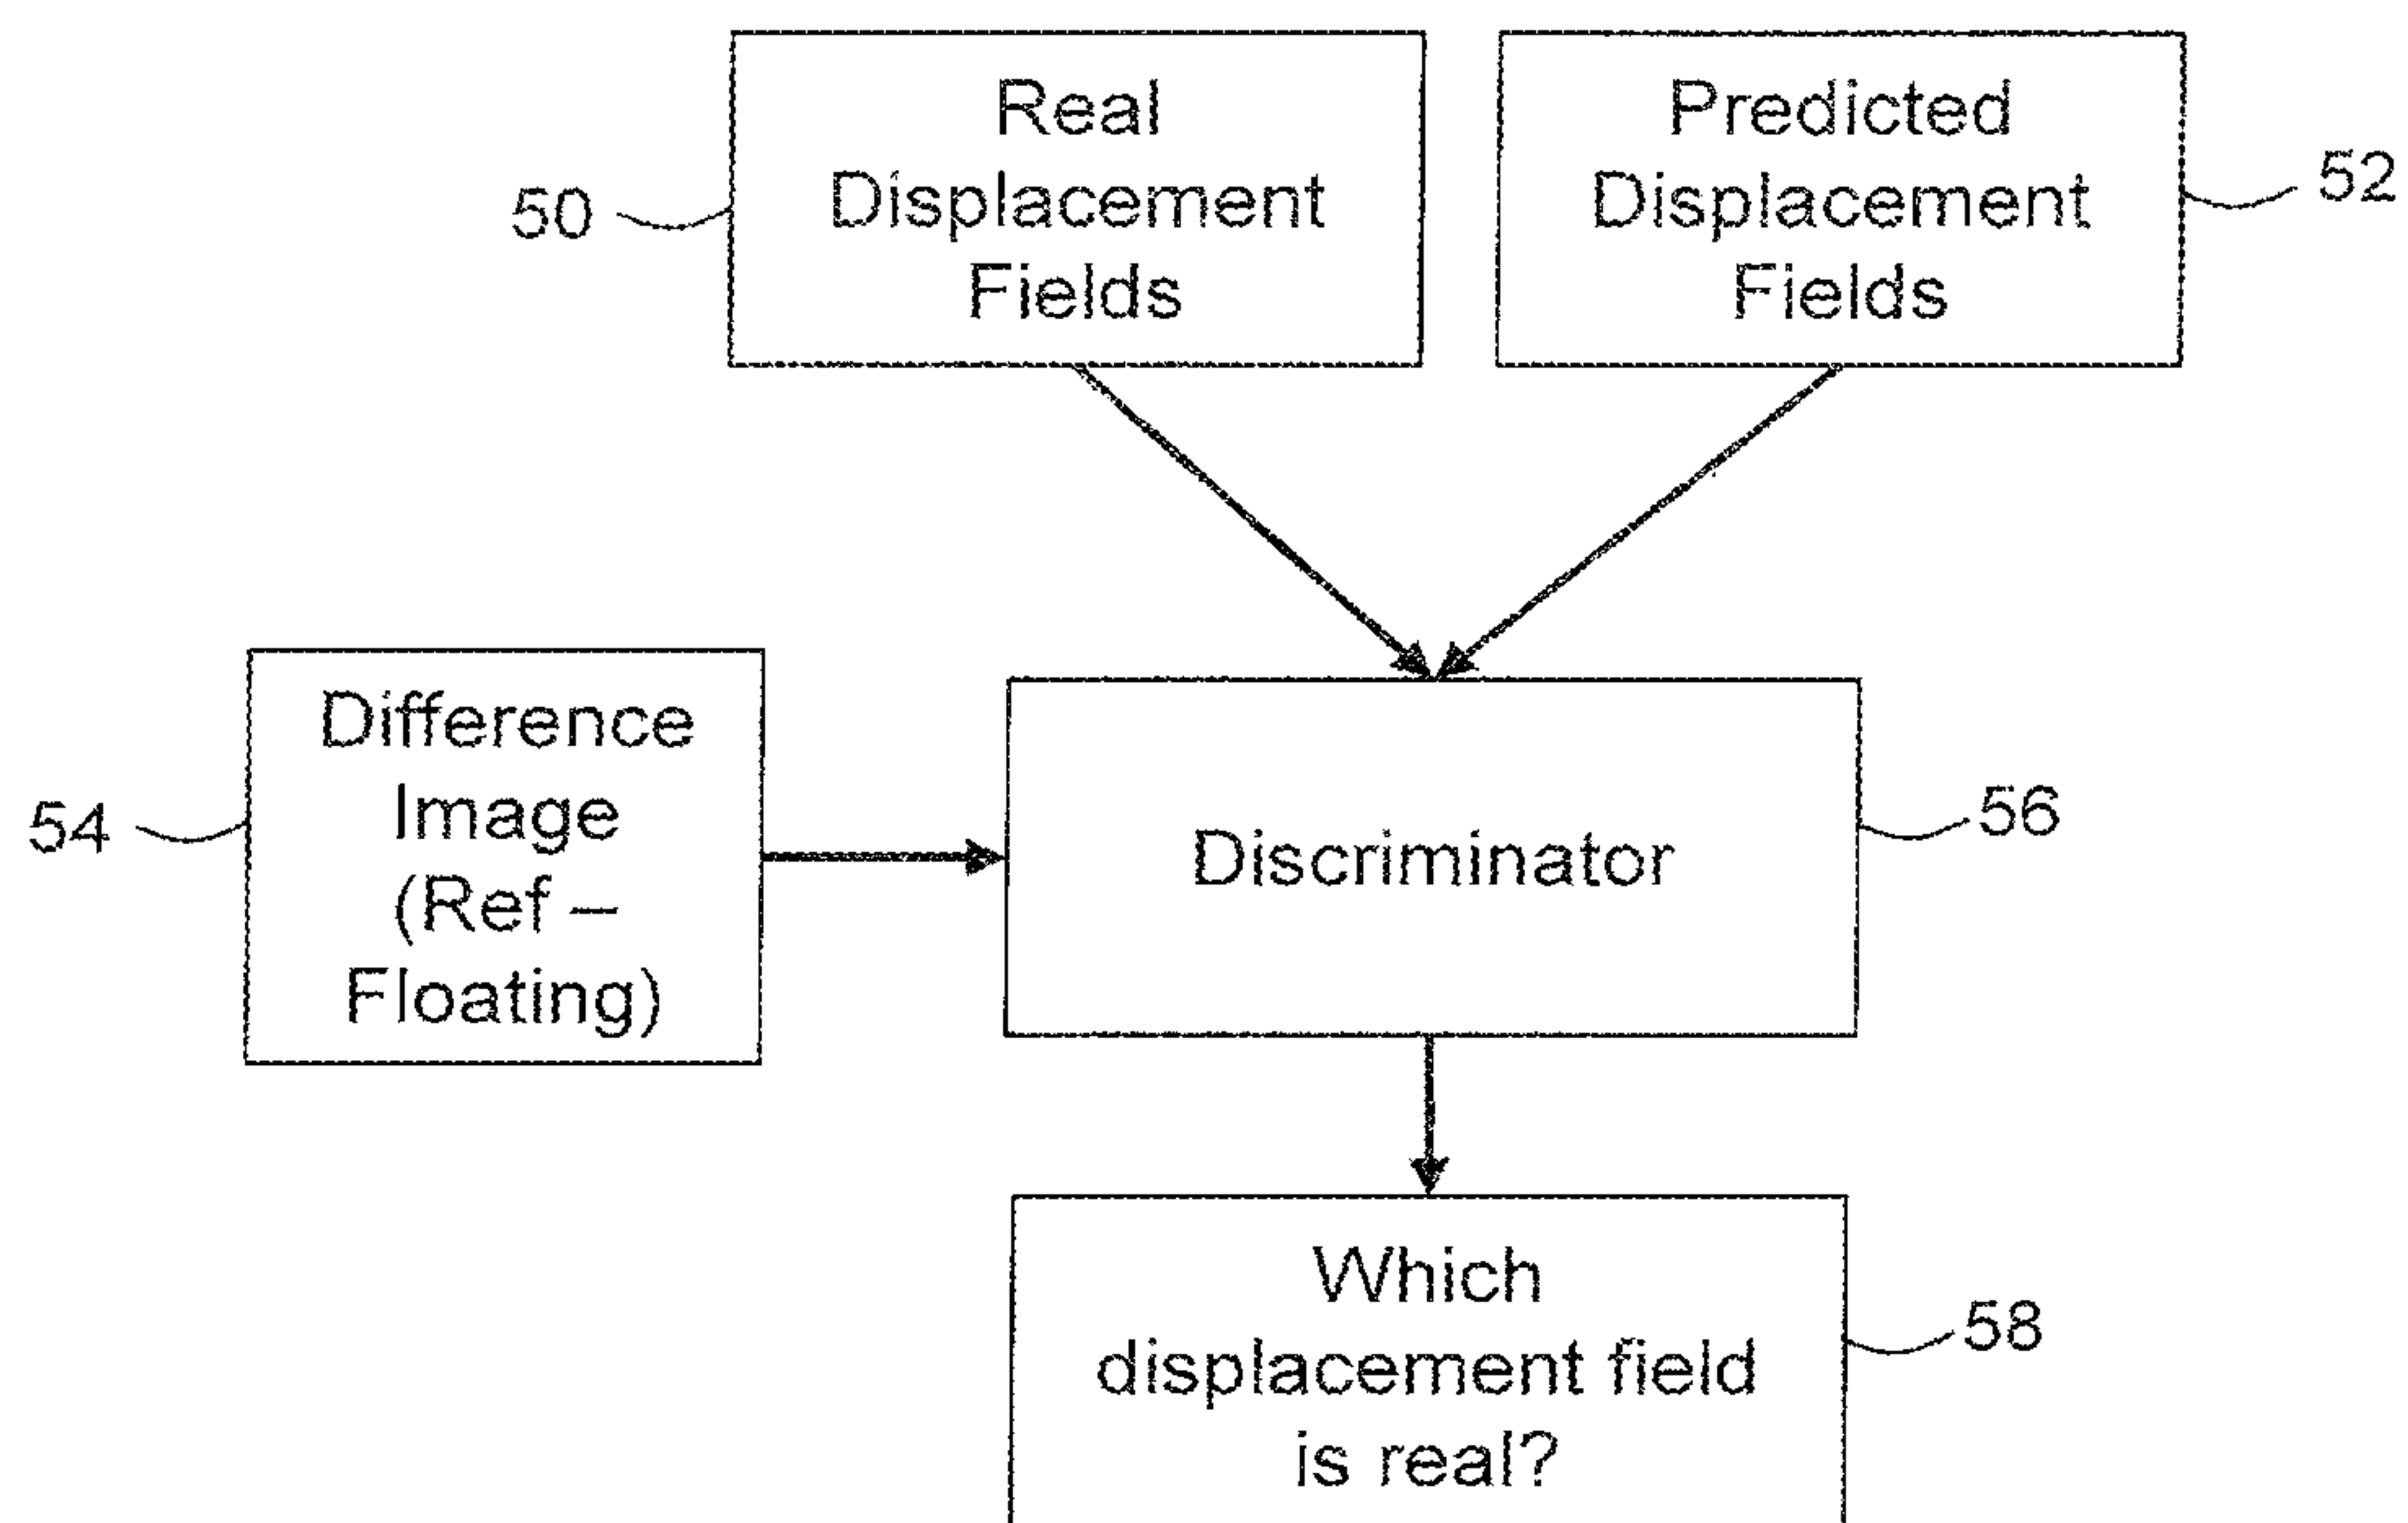 Real
Displacement
Fields
50
Predicted
Displacement
Fields
52
Difference
Image
(Ref –
Floating)
54
Discriminator
56
Which
displacement field
is real?
58